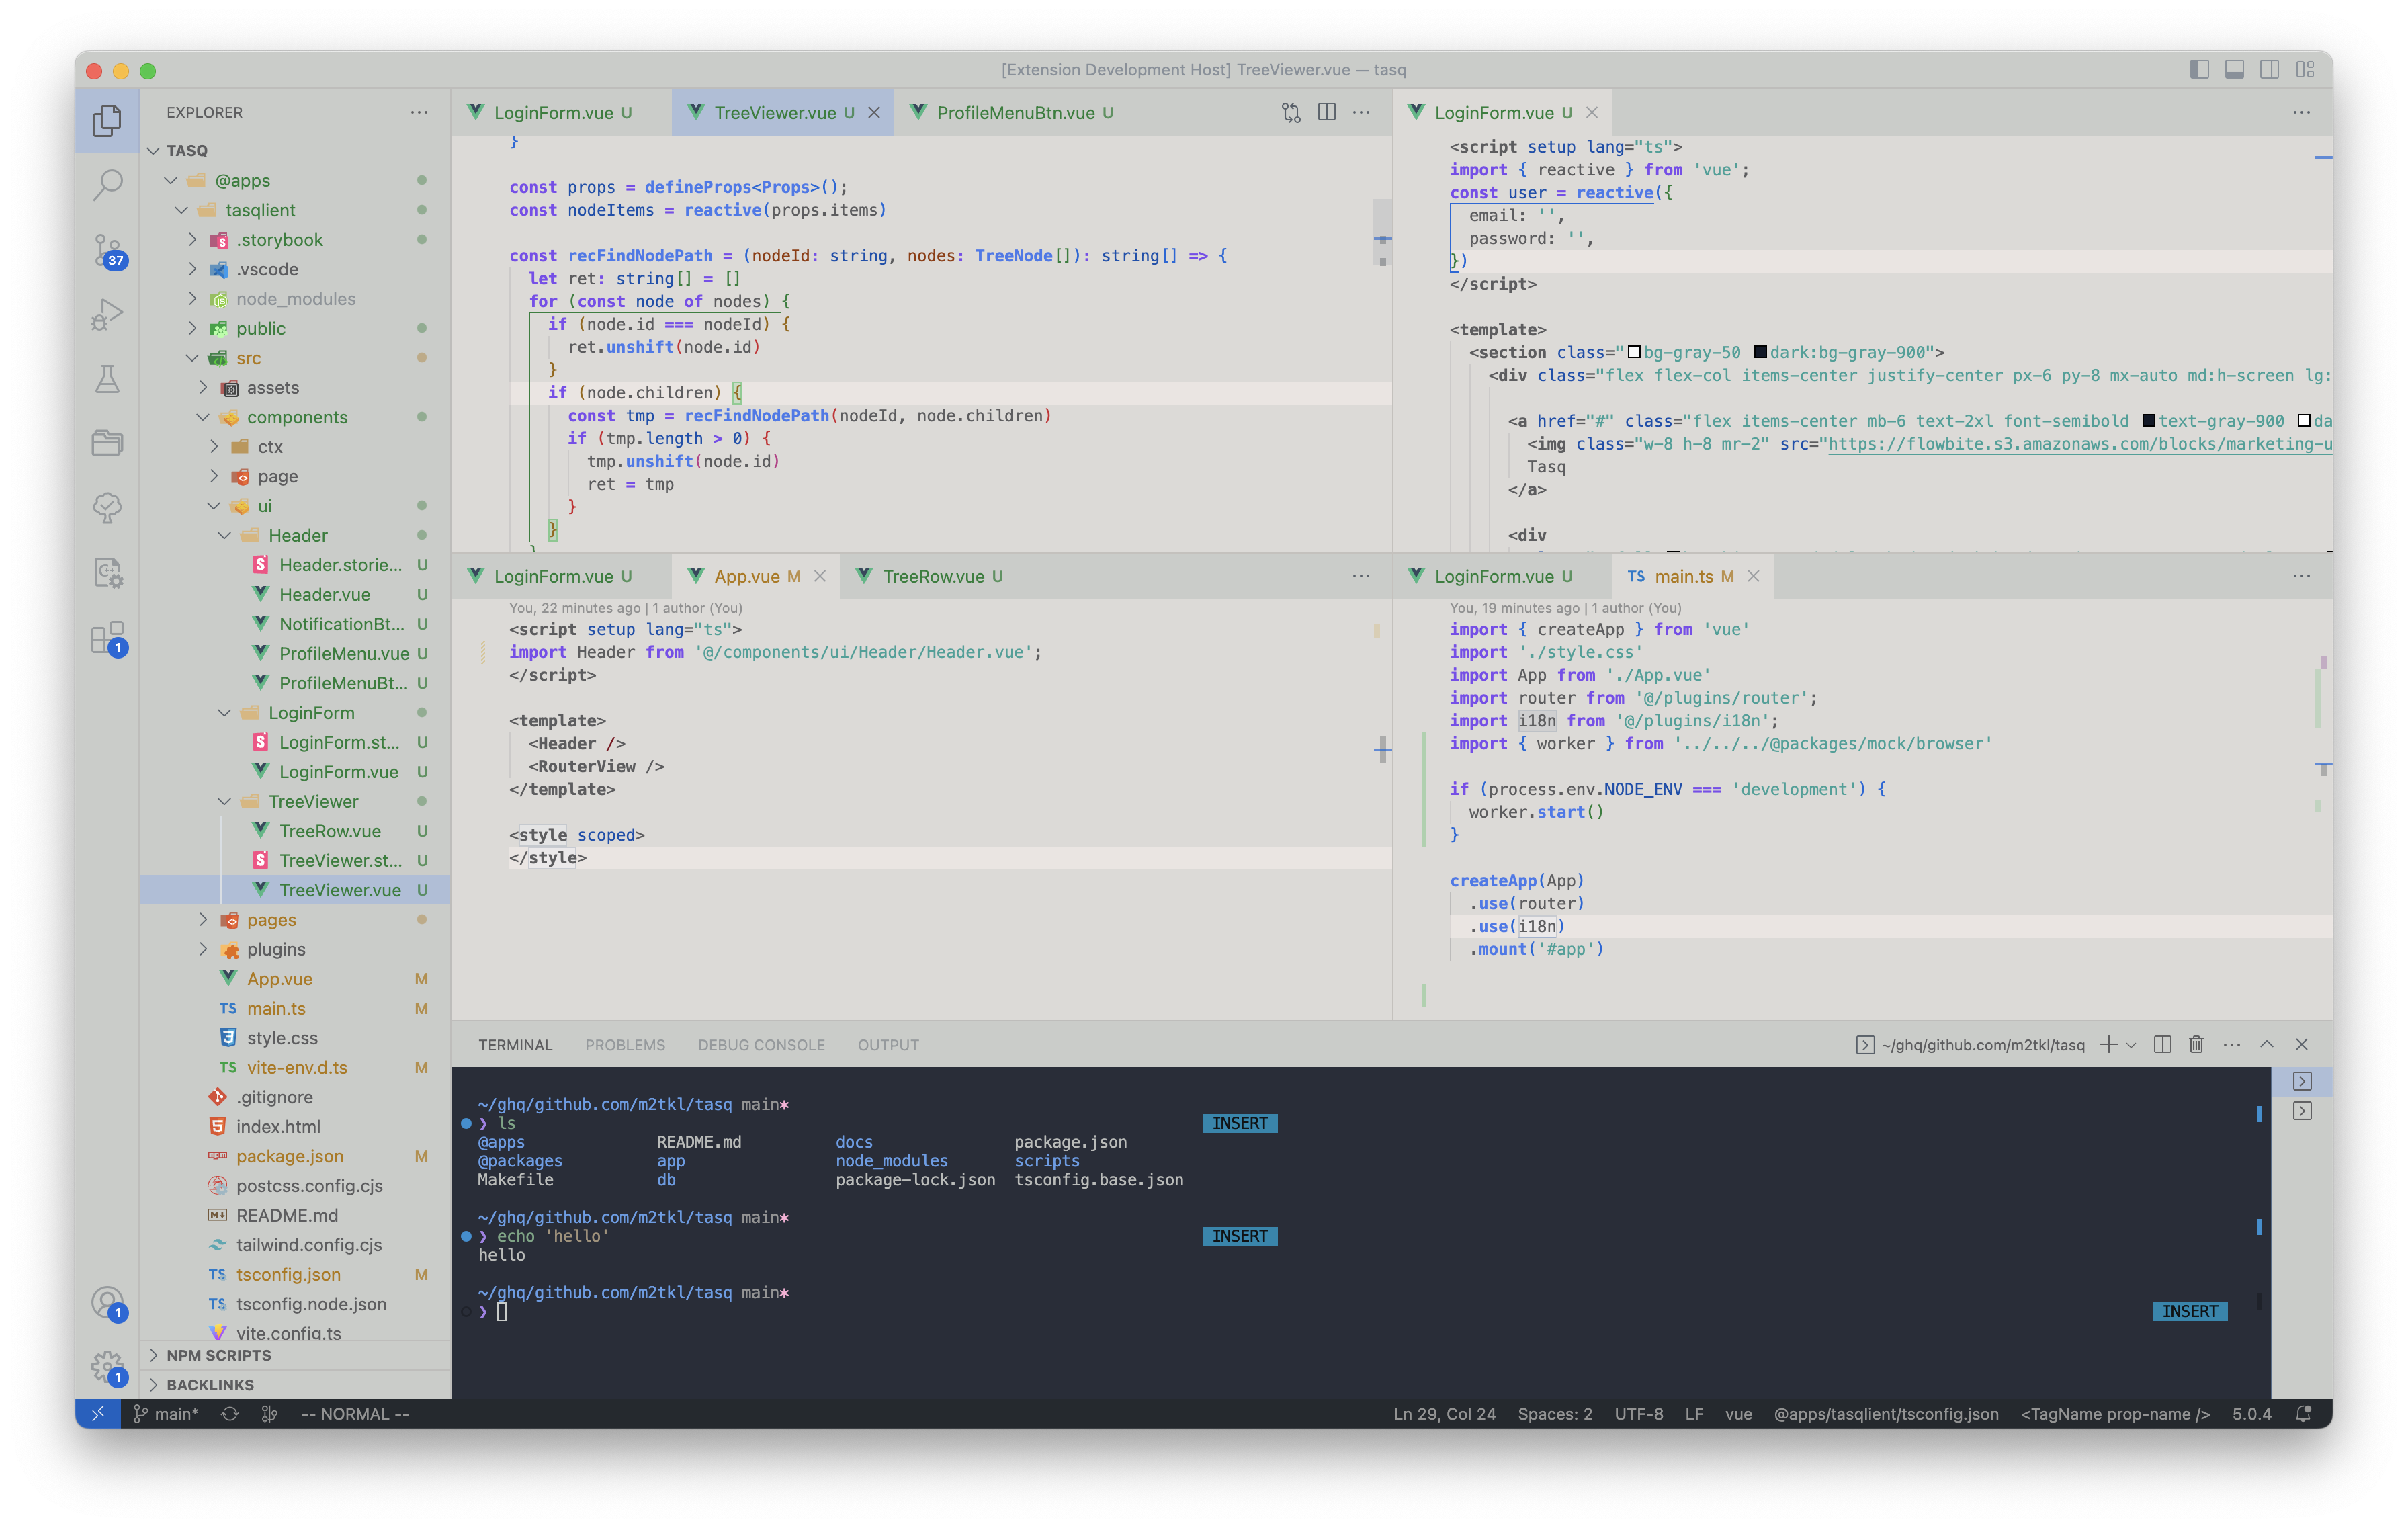 [Extension Development Host] TreeViewer.vue — tasq
EXPLORER
TASQ
@apps
tasqlient
.storybook
.vscode
node_modules
public
src
assets
components
ctx
page
ui
Header
Header.storie... U
Header.vue U
NotificationBt... U
ProfileMenu.vue U
ProfileMenuBt... U
LoginForm
LoginForm.st... U
LoginForm.vue U
TreeViewer
TreeRow.vue U
TreeViewer.st... U
TreeViewer.vue U
pages
plugins
App.vue M
TS main.ts M
style.css
TS vite-env.d.ts M
.gitignore
index.html
package.json M
postcss.config.cjs
README.md
tailwind.config.cjs
TS tsconfig.json M
TS tsconfig.node.json
vite.config.ts
NPM SCRIPTS
BACKLINKS
37
1
1
1
LoginForm.vue U TreeViewer.vue U ProfileMenuBtn.vue U
}
const props = defineProps<Props>();
const nodeItems = reactive(props.items)
const recFindNodePath = (nodeId: string, nodes: TreeNode[]): string[] => {
let ret: string[] = []
for (const node of nodes) {
if (node.id === nodeId) {
ret.unshift(node.id)
}
if (node.children) {
const tmp = recFindNodePath(nodeId, node.children)
if (tmp.length > 0) {
tmp.unshift(node.id)
ret = tmp
}
}
LoginForm.vue U
<script setup lang="ts">
import { reactive } from 'vue';
const user = reactive({
email: '',
password: '',
})
</script>
<template>
<section class="bg-gray-50 dark:bg-gray-900">
<div class="flex flex-col items-center justify-center px-6 py-8 mx-auto md:h-screen lg:
<a href="#" class="flex items-center mb-6 text-2xl font-semibold text-gray-900 da
<img class="w-8 h-8 mr-2" src="https://flowbite.s3.amazonaws.com/blocks/marketing-u
Tasq
</a>
<div
LoginForm.vue U App.vue M TreeRow.vue U
You, 22 minutes ago | 1 author (You)
<script setup lang="ts">
import Header from '@/components/ui/Header/Header.vue';
</script>
<template>
<Header />
<RouterView />
</template>
<style scoped>
</style>
LoginForm.vue U TS main.ts M
You, 19 minutes ago | 1 author (You)
import { createApp } from 'vue'
import './style.css'
import App from './App.vue'
import router from '@/plugins/router';
import i18n from '@/plugins/i18n';
import { worker } from '../../../@packages/mock/browser'
if (process.env.NODE_ENV === 'development') {
worker.start()
}
createApp(App)
.use(router)
.use(i18n)
.mount('#app')
TERMINAL PROBLEMS DEBUG CONSOLE OUTPUT ~/ghq/github.com/m2tkl/tasq
~/ghq/github.com/m2tkl/tasq main*
❯ ls INSERT
@apps README.md docs package.json
@packages app node_modules scripts
Makefile db package-lock.json tsconfig.base.json
~/ghq/github.com/m2tkl/tasq main*
❯ echo 'hello' INSERT
hello
~/ghq/github.com/m2tkl/tasq main*
❯ INSERT
main* -- NORMAL -- Ln 29, Col 24 Spaces: 2 UTF-8 LF vue @apps/tasqlient/tsconfig.json <TagName prop-name /> 5.0.4